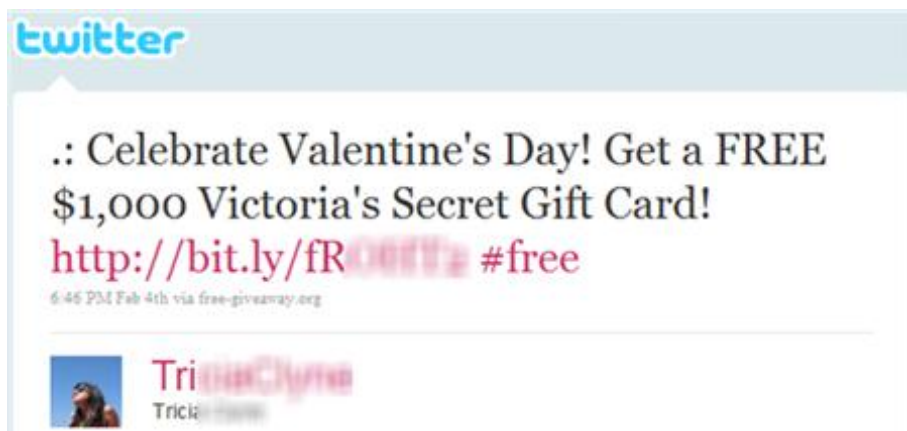 twitter
.: Celebrate Valentine's Day! Get a FREE
$1,000 Victoria's Secret Gift Card!
http://bit.ly/fR #free
6:46 PM Feb 4th via free-giveaway.org
Tri
Tricia